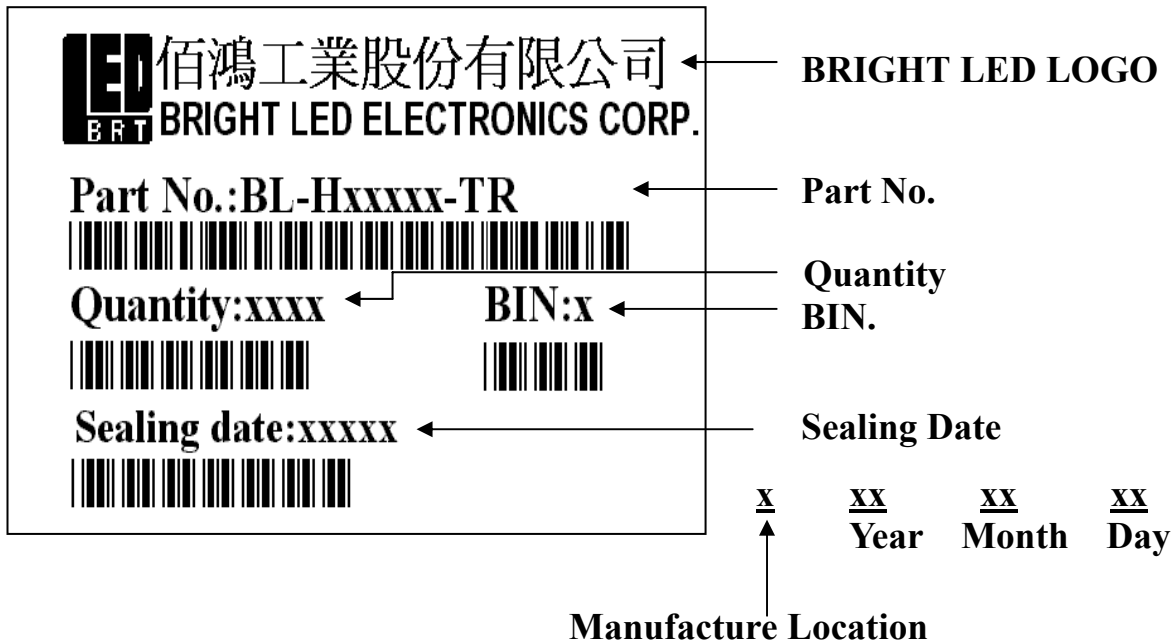 LED 佰鴻工業股份有限公司
BRT BRIGHT LED ELECTRONICS CORP.
BRIGHT LED LOGO
Part No.:BL-Hxxxxx-TR
Part No.
Quantity:xxxx
BIN:x
Quantity
BIN.
Sealing date:xxxxx
Sealing Date
x xx xx xx
Year Month Day
Manufacture Location